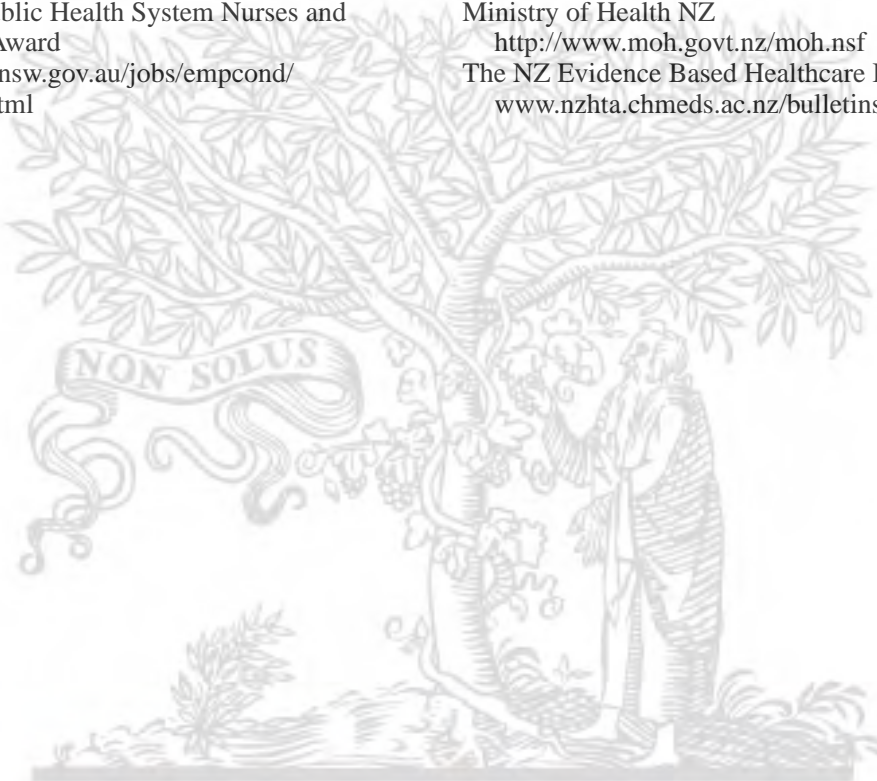 blic Health System Nurses and
Award
nsw.gov.au/jobs/empcond/
tml
Ministry of Health NZ
http://www.moh.govt.nz/moh.nsf
The NZ Evidence Based Healthcare
www.nzhta.chmeds.ac.nz/bulletins
NON SOLUS